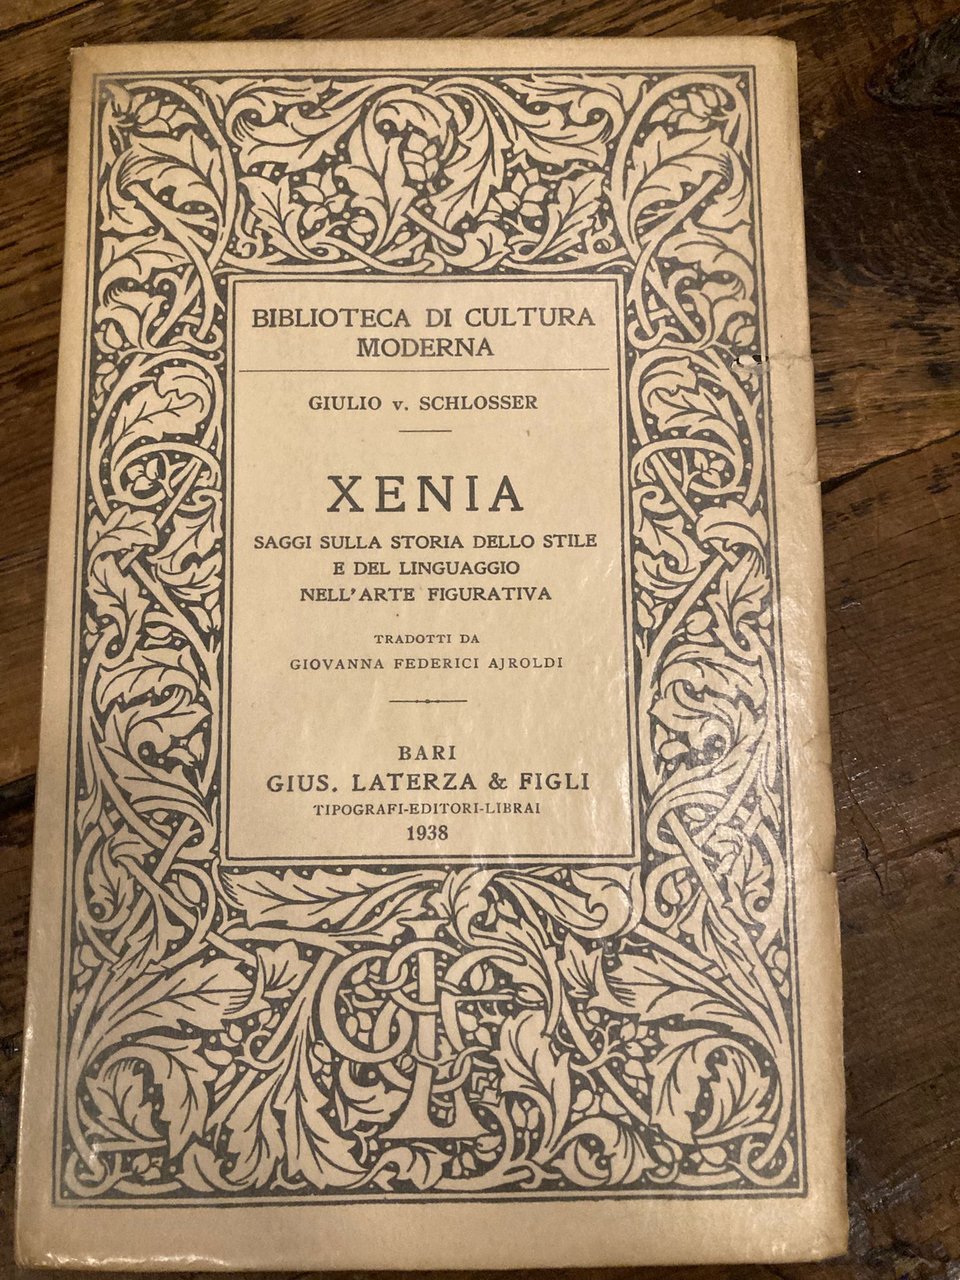 BIBLIOTECA DI CULTURA
MODERNA
GIULIO v. SCHLOSSER
XENIA
SAGGI SULLA STORIA DELLO STILE
E DEL LINGUAGGIO
NELL'ARTE FIGURATIVA
TRADOTTI DA
GIOVANNA FEDERICI AJROLDI
BARI
GIUS. LATERZA & FIGLI
TIPOGRAFI-EDITORI-LIBRAI
1938